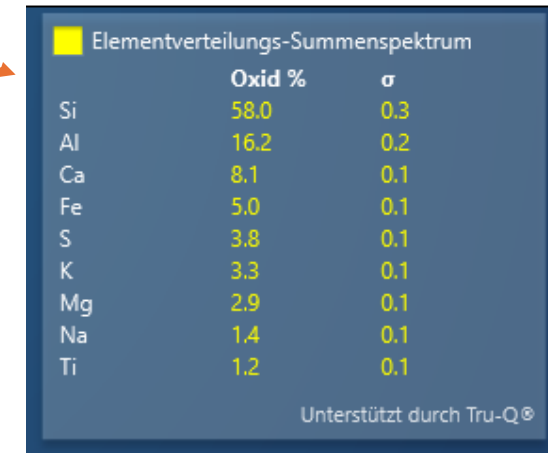 Elementverteilungs-Summenspektrum
Oxid % σ
Si 58.0 0.3
Al 16.2 0.2
Ca 8.1 0.1
Fe 5.0 0.1
S 3.8 0.1
K 3.3 0.1
Mg 2.9 0.1
Na 1.4 0.1
Ti 1.2 0.1
Unterstützt durch Tru-Q®